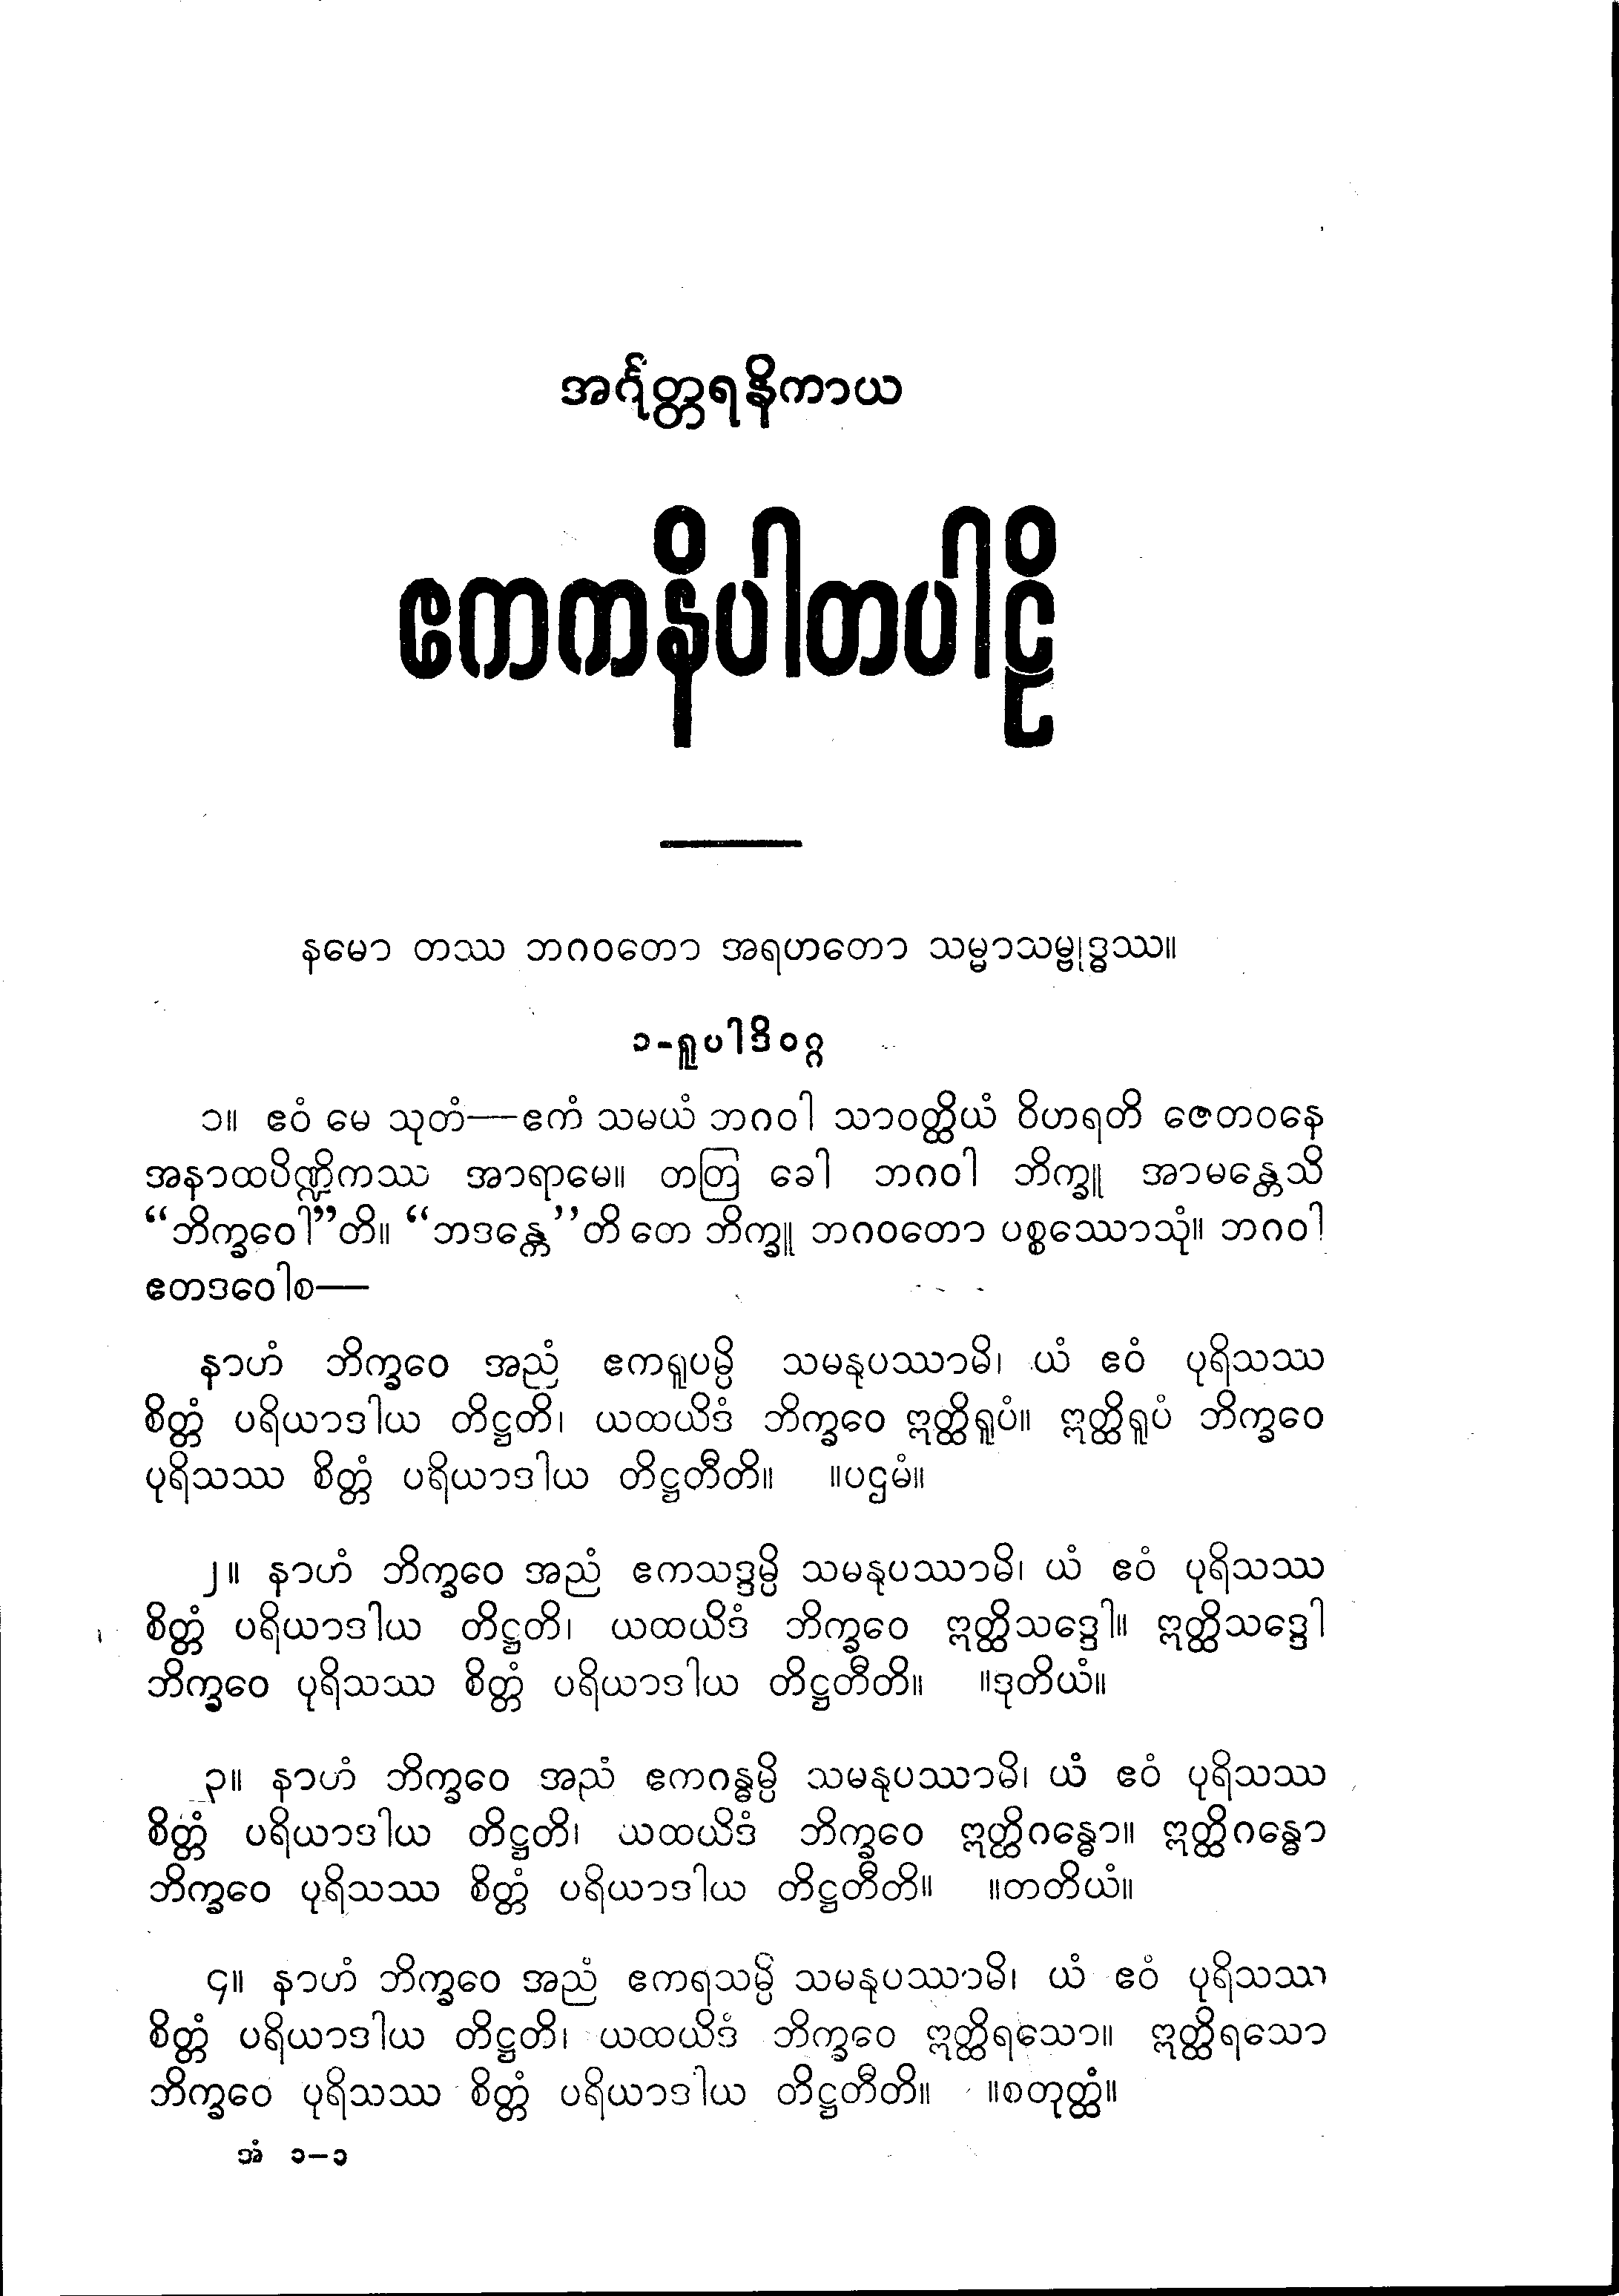 အင်္ဂုတ္တရနိကာယ
ဧကကနိပါတပါဠိ
နမော တဿ ဘဂဝတော အရဟတော သမ္မာသမ္ဗုဒ္ဓဿ။
၁-ရူပါဒိဝဂ္ဂ
၁။ ဧဝံ မေ သုတံ—ဧကံ သမယံ ဘဂဝါ သာဝတ္ထိယံ ဝိဟရတိ ဇေတဝနေ
အနာထပိဏ္ဍိကဿ အာရာမေ။ တတြ ခေါ ဘဂဝါ ဘိက္ခူ အာမန္တေသိ
“ဘိက္ခဝေါ”တိ။ “ဘဒန္တေ”တိ တေ ဘိက္ခူ ဘဂဝတော ပစ္စဿောသုံ။ ဘဂဝါ
ဧတဒဝေါစ—
နာဟံ ဘိက္ခဝေ အညံ ဧကရူပမ္ပိ သမနုပဿာမိ၊ ယံ ဧဝံ ပုရိသဿ
စိတ္တံ ပရိယာဒါယ တိဋ္ဌတိ၊ ယထယိဒံ ဘိက္ခဝေ ဣတ္ထိရူပံ။ ဣတ္ထိရူပံ ဘိက္ခဝေ
ပုရိသဿ စိတ္တံ ပရိယာဒါယ တိဋ္ဌတီတိ။ ။ပဌမံ။
၂။ နာဟံ ဘိက္ခဝေ အညံ ဧကသဒ္ဒမ္ပိ သမနုပဿာမိ၊ ယံ ဧဝံ ပုရိသဿ
စိတ္တံ ပရိယာဒါယ တိဋ္ဌတိ၊ ယထယိဒံ ဘိက္ခဝေ ဣတ္ထိသဒ္ဒေါ။ ဣတ္ထိသဒ္ဒေါ
ဘိက္ခဝေ ပုရိသဿ စိတ္တံ ပရိယာဒါယ တိဋ္ဌတီတိ။ ။ဒုတိယံ။
၃။ နာဟံ ဘိက္ခဝေ အညံ ဧကဂန္ဓမ္ပိ သမနုပဿာမိ၊ ယံ ဧဝံ ပုရိသဿ
စိတ္တံ ပရိယာဒါယ တိဋ္ဌတိ၊ ယထယိဒံ ဘိက္ခဝေ ဣတ္ထိဂန္ဓော။ ဣတ္ထိဂန္ဓော
ဘိက္ခဝေ ပုရိသဿ စိတ္တံ ပရိယာဒါယ တိဋ္ဌတီတိ။ ။တတိယံ။
၄။ နာဟံ ဘိက္ခဝေ အညံ ဧကရသမ္ပိ သမနုပဿာမိ၊ ယံ ဧဝံ ပုရိသဿ
စိတ္တံ ပရိယာဒါယ တိဋ္ဌတိ၊ ယထယိဒံ ဘိက္ခဝေ ဣတ္ထိရသော။ ဣတ္ထိရသော
ဘိက္ခဝေ ပုရိသဿ စိတ္တံ ပရိယာဒါယ တိဋ္ဌတီတိ။ ။စတုတ္ထံ။
အံ ၁—၁